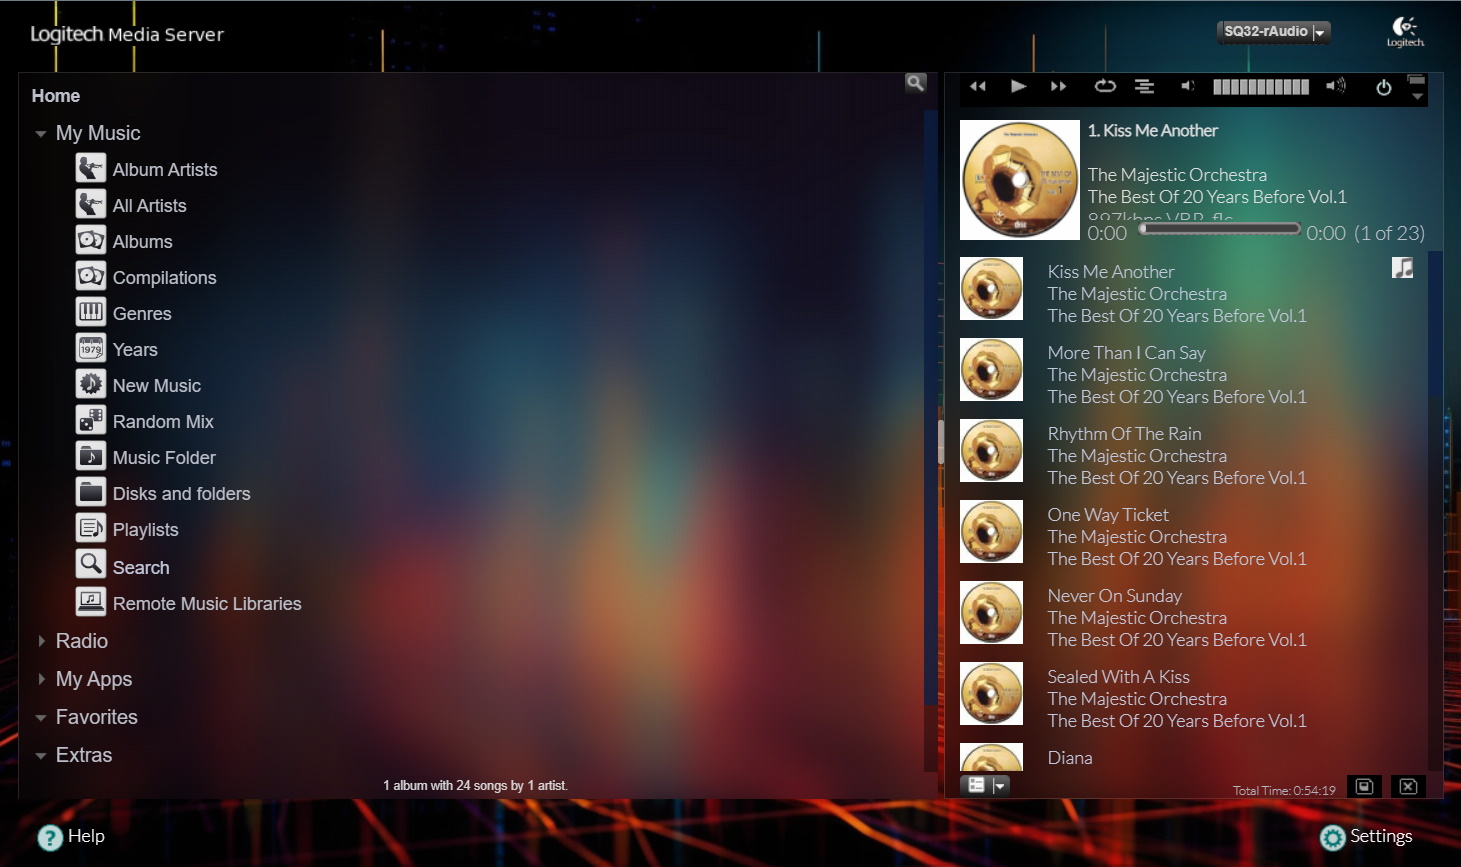 Logitech Media Server
SQ32-rAudio
Logitech
Home
My Music
Album Artists
All Artists
Albums
Compilations
Genres
1979
Years
New Music
Random Mix
Music Folder
Disks and folders
Playlists
Search
Remote Music Libraries
Radio
My Apps
Favorites
Extras
1 album with 24 songs by 1 artist.
1. Kiss Me Another
The Majestic Orchestra
The Best Of 20 Years Before Vol.1
897kbps VBR, flc
0:00
0:00 (1 of 23)
Kiss Me Another
The Majestic Orchestra
The Best Of 20 Years Before Vol.1
More Than I Can Say
The Majestic Orchestra
The Best Of 20 Years Before Vol.1
Rhythm Of The Rain
The Majestic Orchestra
The Best Of 20 Years Before Vol.1
One Way Ticket
The Majestic Orchestra
The Best Of 20 Years Before Vol.1
Never On Sunday
The Majestic Orchestra
The Best Of 20 Years Before Vol.1
Sealed With A Kiss
The Majestic Orchestra
The Best Of 20 Years Before Vol.1
Diana
Total Time: 0:54:19
? Help
Settings